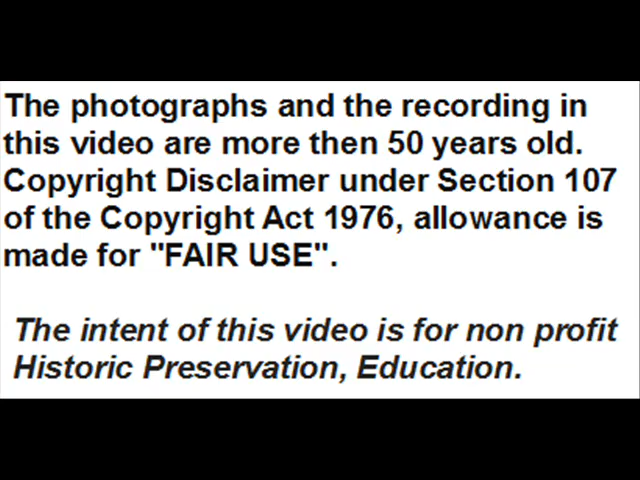 The photographs and the recording in
this video are more then 50 years old.
Copyright Disclaimer under Section 107
of the Copyright Act 1976, allowance is
made for "FAIR USE".
The intent of this video is for non profit
Historic Preservation, Education.